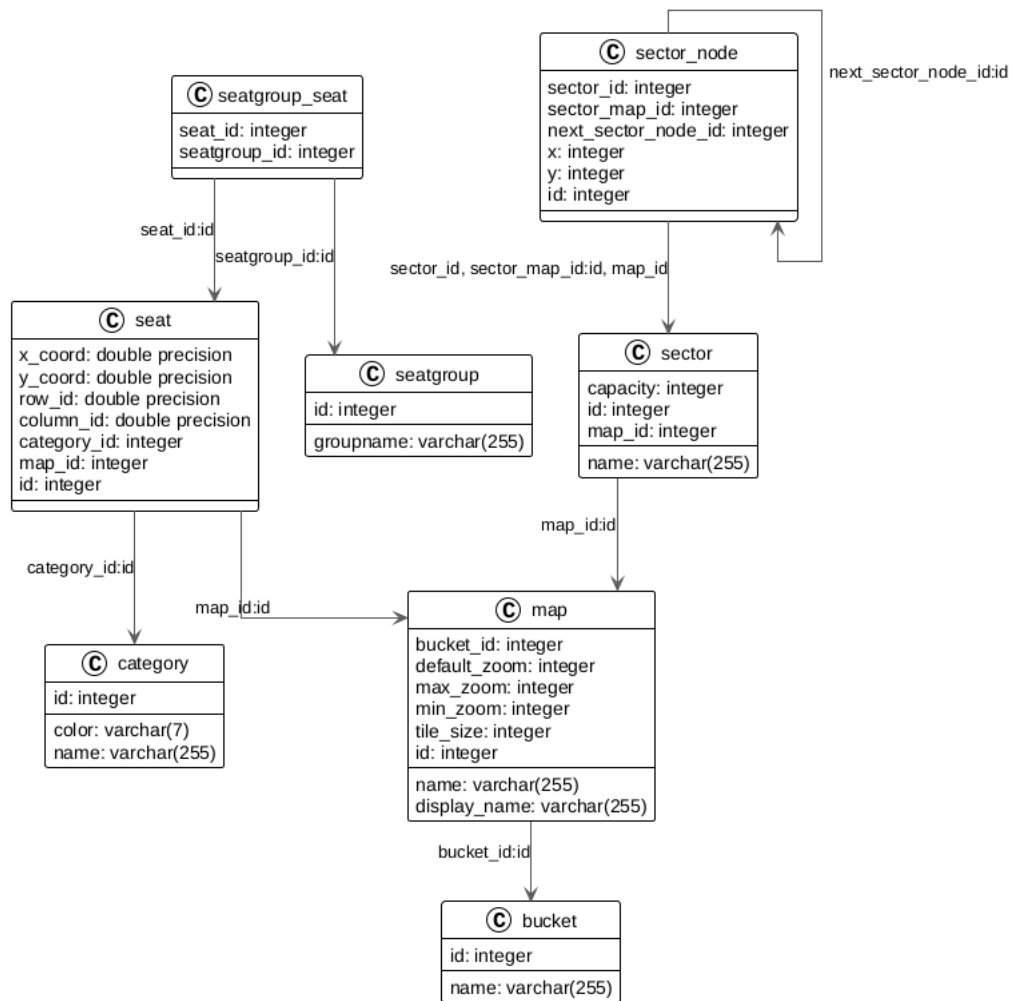 C sector_node
sector_id: integer
sector_map_id: integer
next_sector_node_id: integer
x: integer
y: integer
id: integer
next_sector_node_id:id
C seatgroup_seat
seat_id: integer
seatgroup_id: integer
seat_id:id
seatgroup_id:id
sector_id, sector_map_id:id, map_id
C seat
x_coord: double precision
y_coord: double precision
row_id: double precision
column_id: double precision
category_id: integer
map_id: integer
id: integer
C seatgroup
id: integer
groupname: varchar(255)
C sector
capacity: integer
id: integer
map_id: integer
name: varchar(255)
category_id:id
map_id:id
map_id:id
C category
id: integer
color: varchar(7)
name: varchar(255)
C map
bucket_id: integer
default_zoom: integer
max_zoom: integer
min_zoom: integer
tile_size: integer
id: integer
name: varchar(255)
display_name: varchar(255)
bucket_id:id
C bucket
id: integer
name: varchar(255)